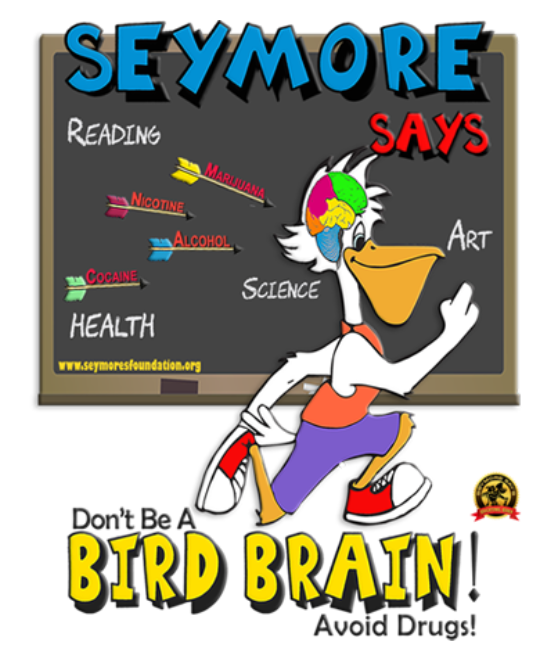 SEYMORE
SAYS
READING
MARIJUANA
NICOTINE
ALCOHOL
ART
COCAINE
SCIENCE
HEALTH
www.seymoresfoundation.org
Don't Be A
BIRD BRAIN!
Avoid Drugs!